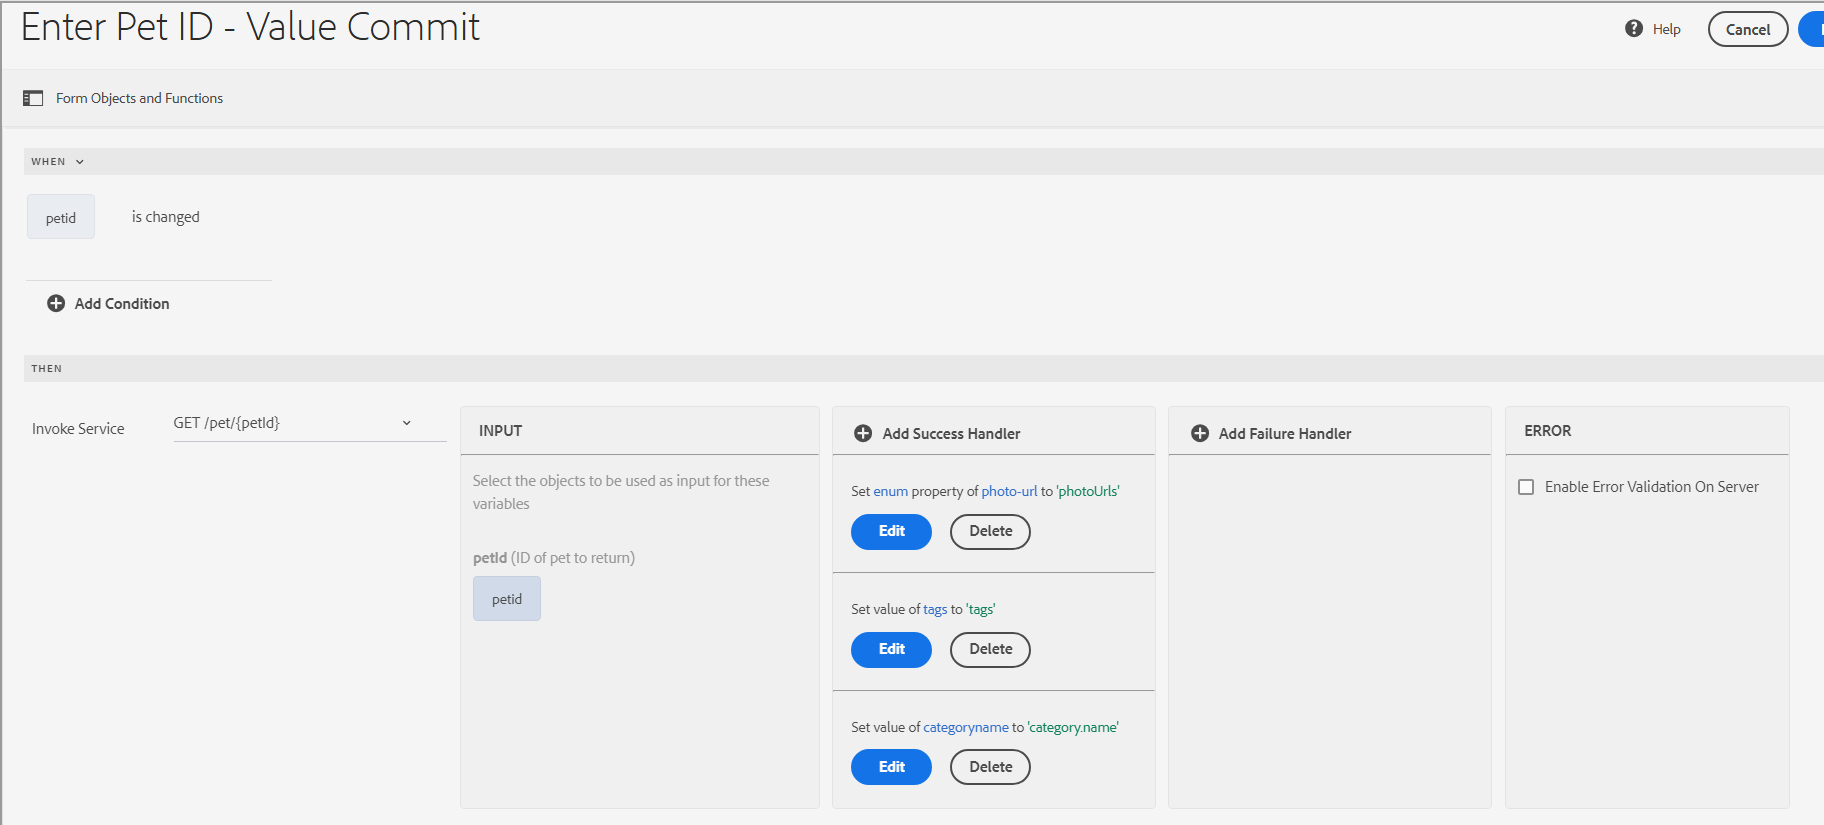 Enter Pet ID - Value Commit
Help
Cancel
Form Objects and Functions
WHEN
petid
is changed
Add Condition
THEN
Invoke Service
GET /pet/{petId}
INPUT
Select the objects to be used as input for these
variables
petId (ID of pet to return)
petid
Add Success Handler
Set enum property of photo-url to 'photoUrls'
Edit
Delete
Set value of tags to 'tags'
Edit
Delete
Set value of categoryname to 'category.name'
Edit
Delete
Add Failure Handler
ERROR
Enable Error Validation On Server